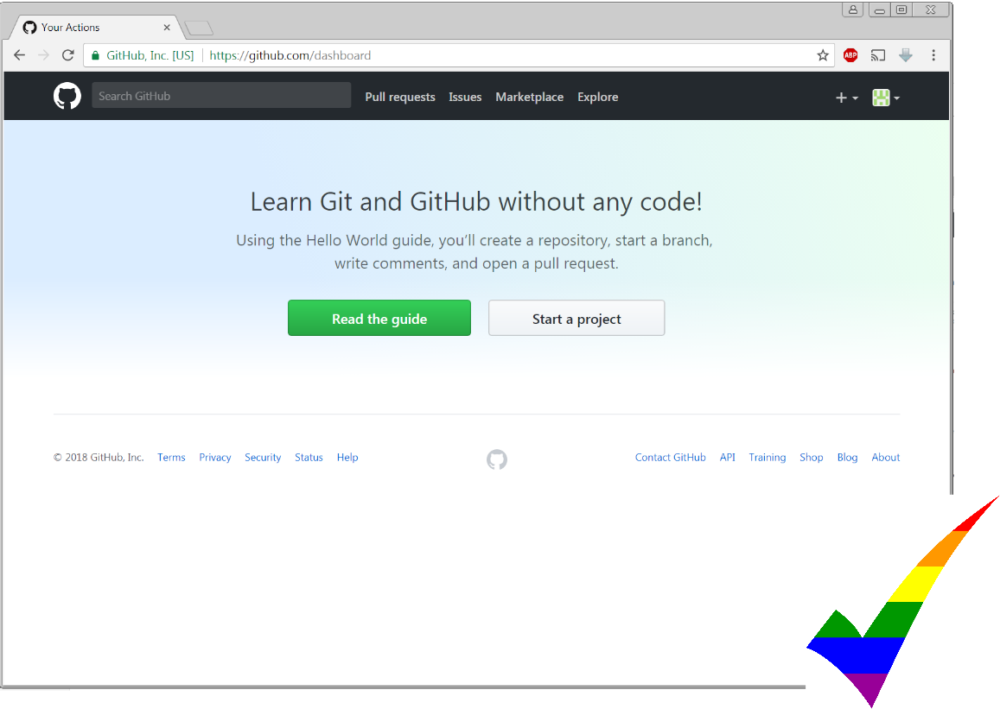 Your Actions
GitHub, Inc. [US] https://github.com/dashboard
ABP
Search GitHub Pull requests Issues Marketplace Explore
Learn Git and GitHub without any code!
Using the Hello World guide, you’ll create a repository, start a branch,
write comments, and open a pull request.
Read the guide Start a project
© 2018 GitHub, Inc. Terms Privacy Security Status Help Contact GitHub API Training Shop Blog About